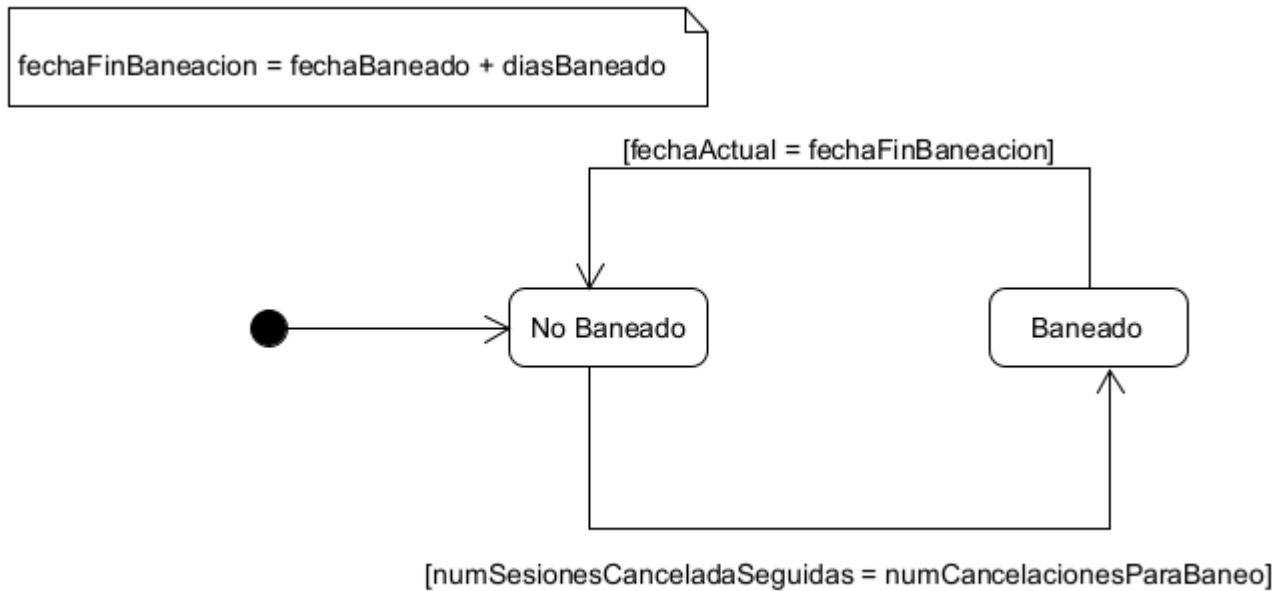 fechaFinBaneacion = fechaBaneado + diasBaneado
[fechaActual = fechaFinBaneacion]
No Baneado
Baneado
[numSesionesCanceladaSeguidas = numCancelacionesParaBaneo]